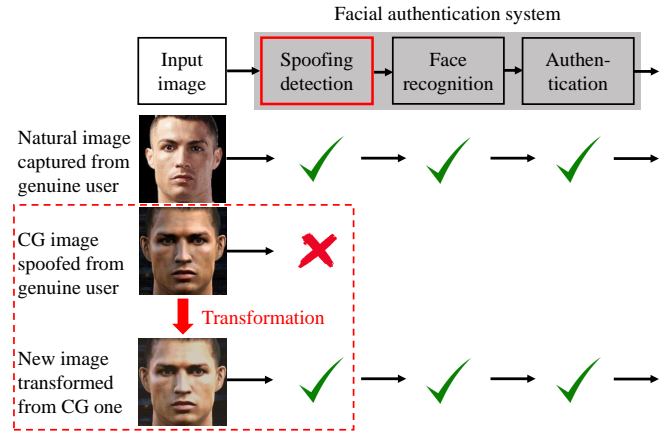 Facial authentication system
Input
image
Spoofing
detection
Face
recognition
Authen-
tication
Natural image
captured from
genuine user
CG image
spoofed from
genuine user
Transformation
New image
transformed
from CG one